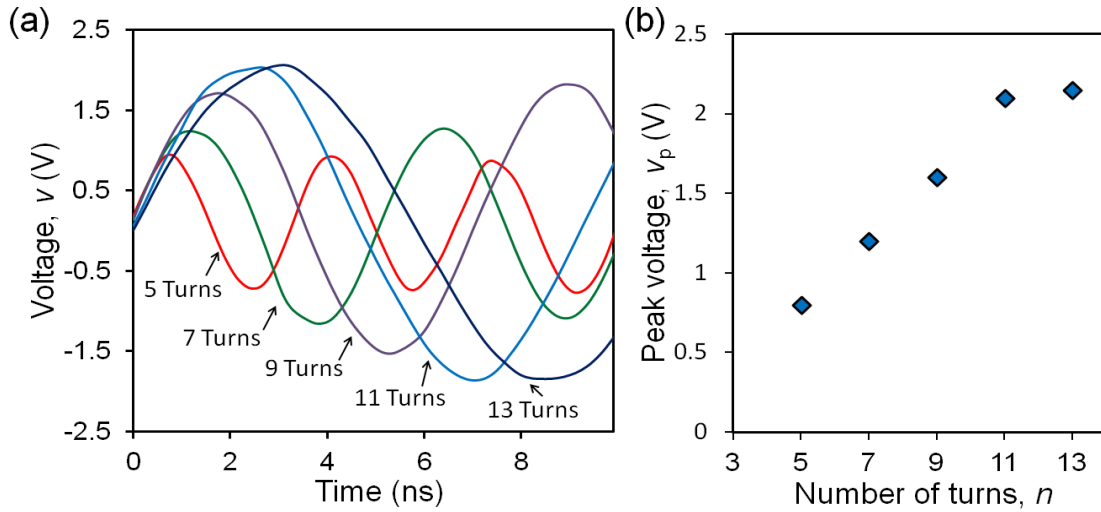 (a)
2.5
1.5
0.5
-0.5
-1.5
-2.5
Voltage, v (V)
5 Turns
7 Turns
9 Turns
11 Turns
13 Turns
0
2
4
6
8
Time (ns)
(b)
2.5
2
1.5
1
0.5
0
Peak voltage, vp (V)
3
5
7
9
11
13
Number of turns, n